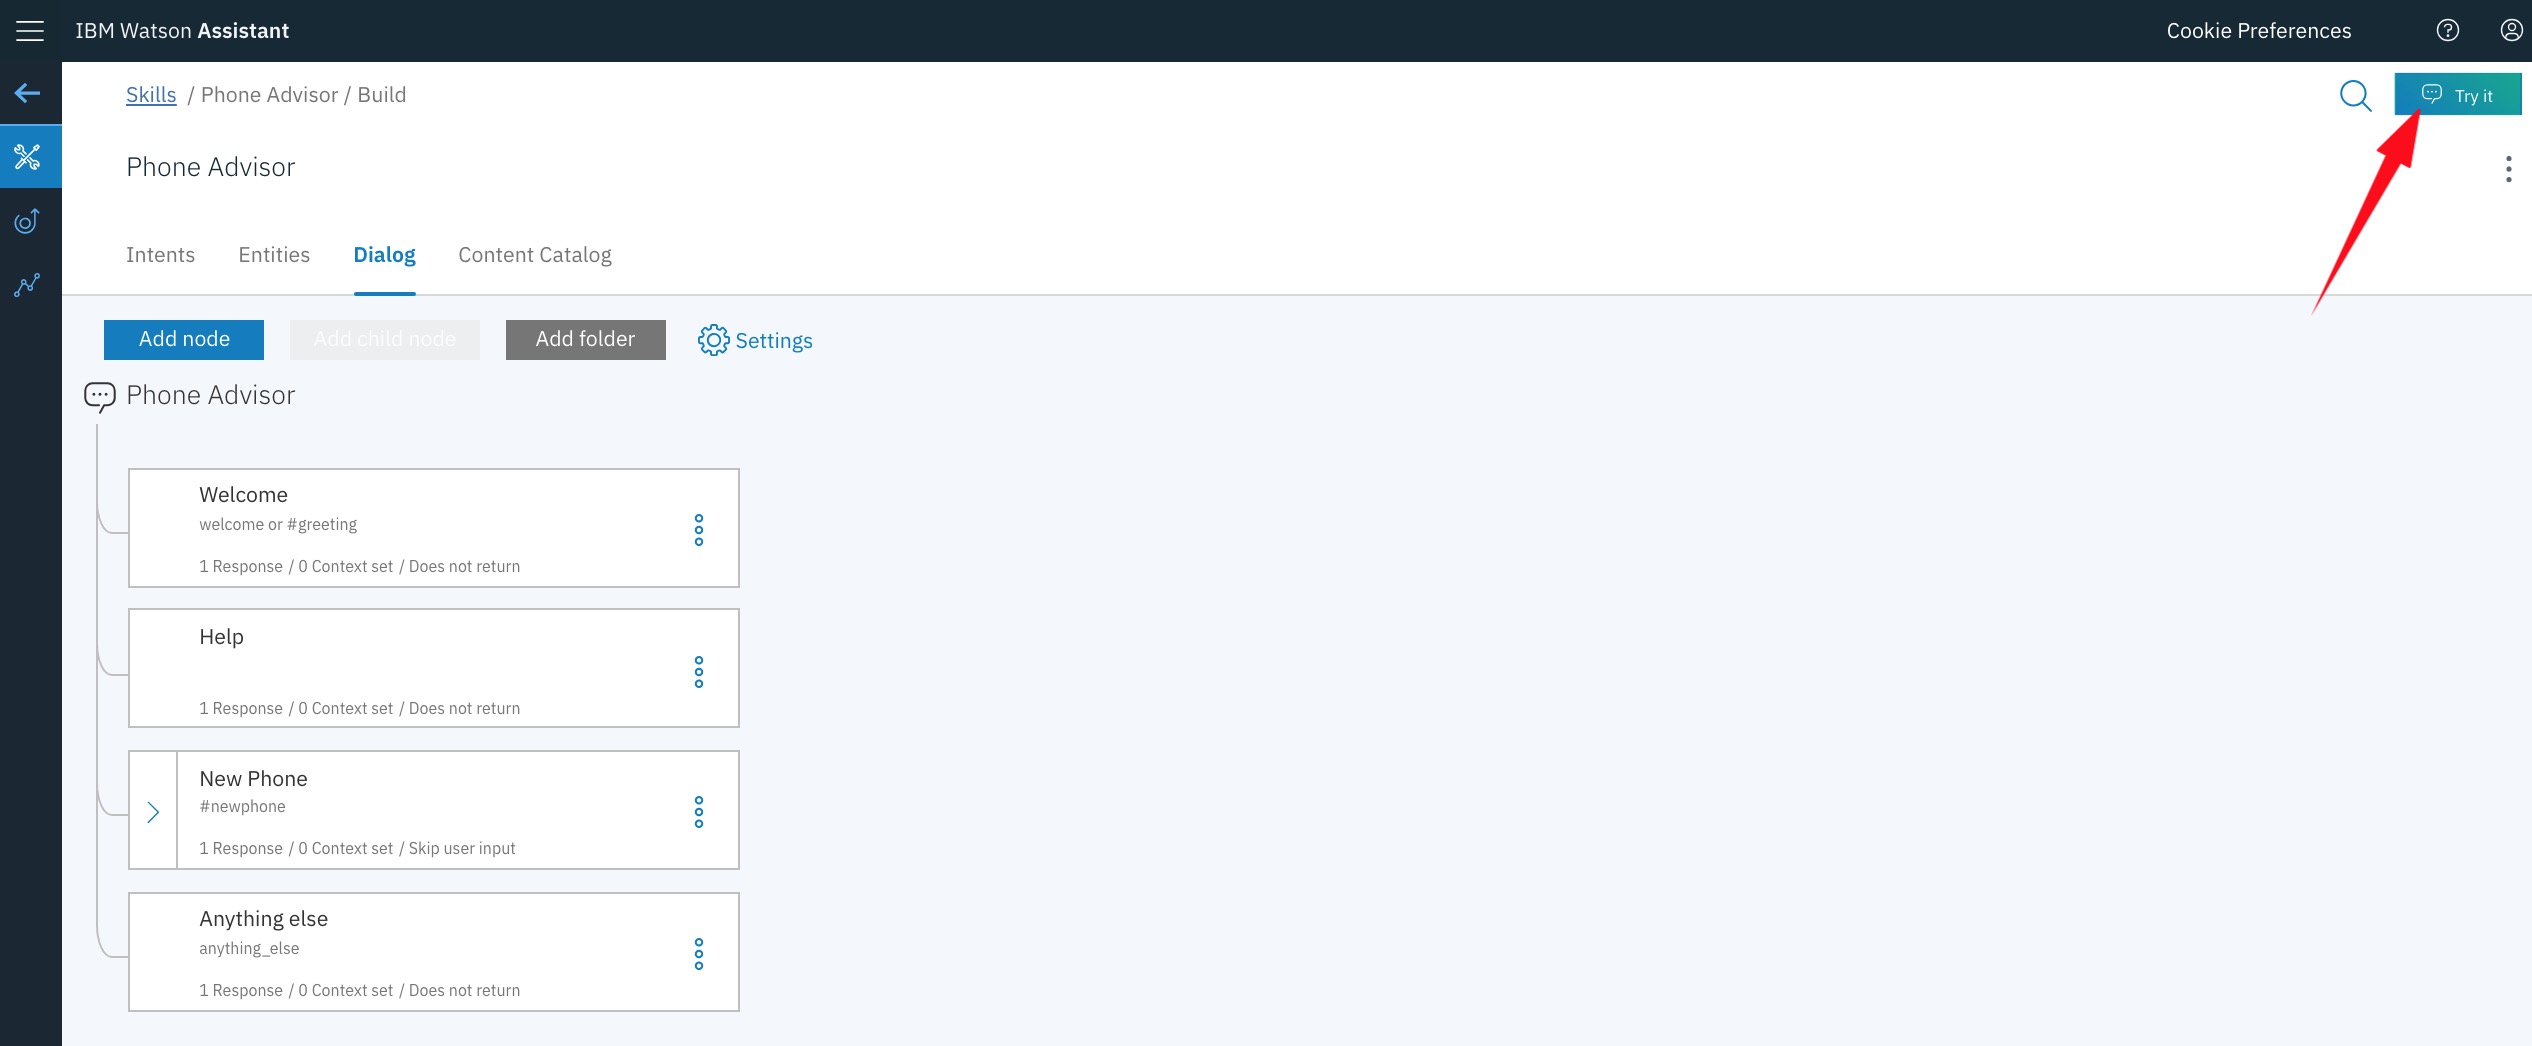 IBM Watson Assistant
Cookie Preferences
Skills / Phone Advisor / Build
Try it
Phone Advisor
Intents Entities Dialog Content Catalog
Add node Add child node Add folder Settings
Phone Advisor
Welcome
welcome or #greeting
1 Response / 0 Context set / Does not return
Help
1 Response / 0 Context set / Does not return
New Phone
#newphone
1 Response / 0 Context set / Skip user input
Anything else
anything_else
1 Response / 0 Context set / Does not return